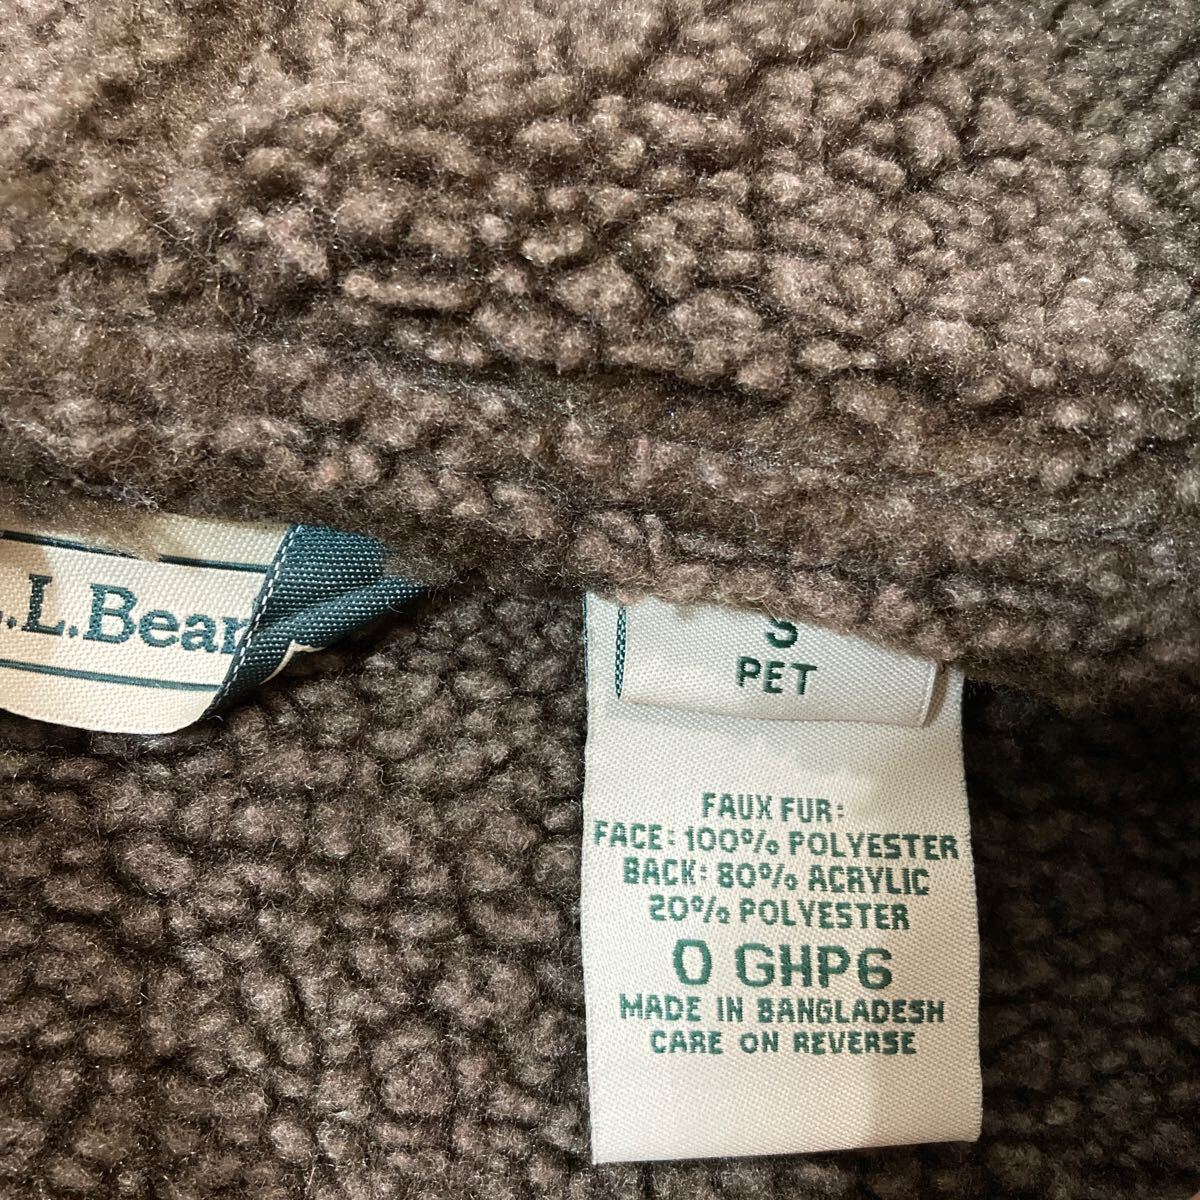 .L.Bean
S
PET
FAUX FUR:
FACE: 100% POLYESTER
BACK: 80% ACRYLIC
20% POLYESTER
0 GHP6
MADE IN BANGLADESH
CARE ON REVERSE